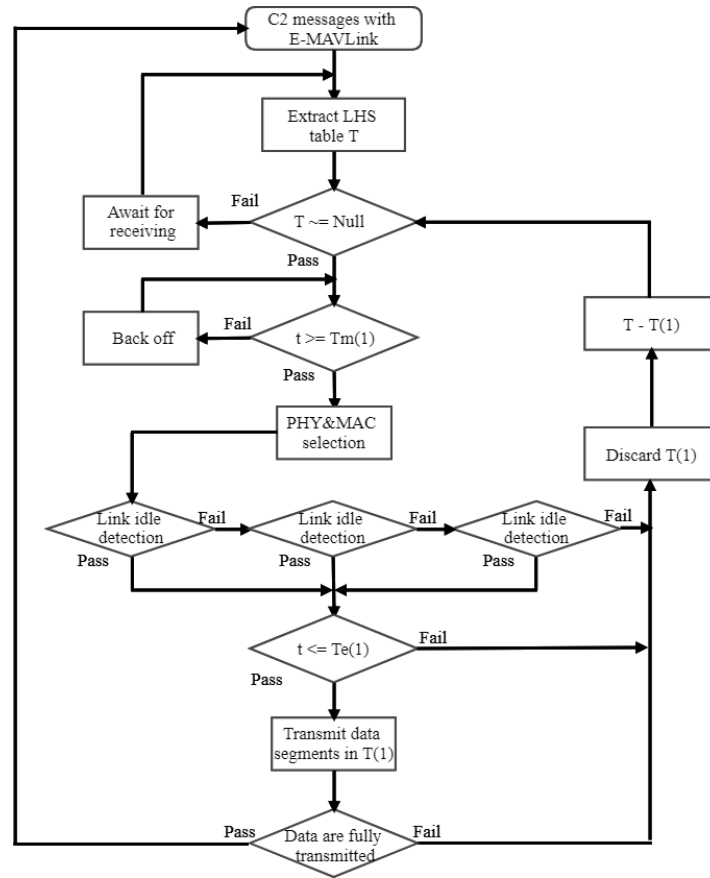 C2 messages with
E-MAVLink
Extract LHS
table T
Fail
Await for
receiving
T ~= Null
Pass
Fail
Back off
t >= Tm(1)
T - T(1)
Pass
PHY&MAC
selection
Discard T(1)
Link idle
detection
Fail
Link idle
detection
Fail
Link idle
detection
Fail
Pass
Pass
Pass
t <= Te(1)
Fail
Pass
Transmit data
segments in T(1)
Pass
Data are fully
transmitted
Fail